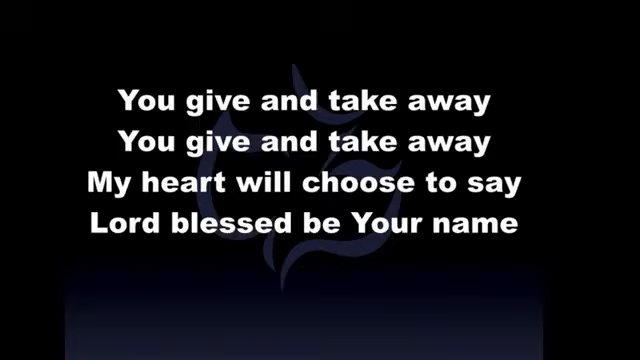 You give and take away
You give and take away
My heart will choose to say
Lord blessed be Your name